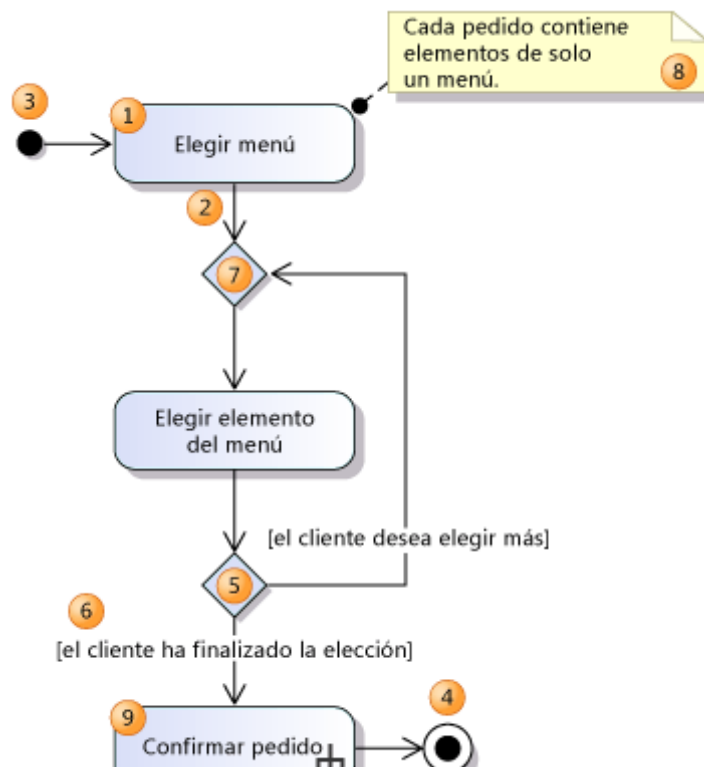 Cada pedido contiene
elementos de solo
un menú.
8
3
1
Elegir menú
2
7
Elegir elemento
del menú
[el cliente desea elegir más]
5
6
[el cliente ha finalizado la elección]
4
9
Confirmar pedido